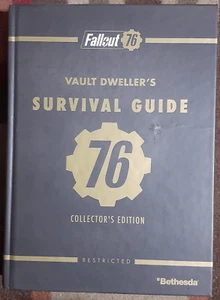 Fallout 76
VAULT DWELLER'S
SURVIVAL GUIDE
76
COLLECTOR'S EDITION
RESTRICTED
Bethesda